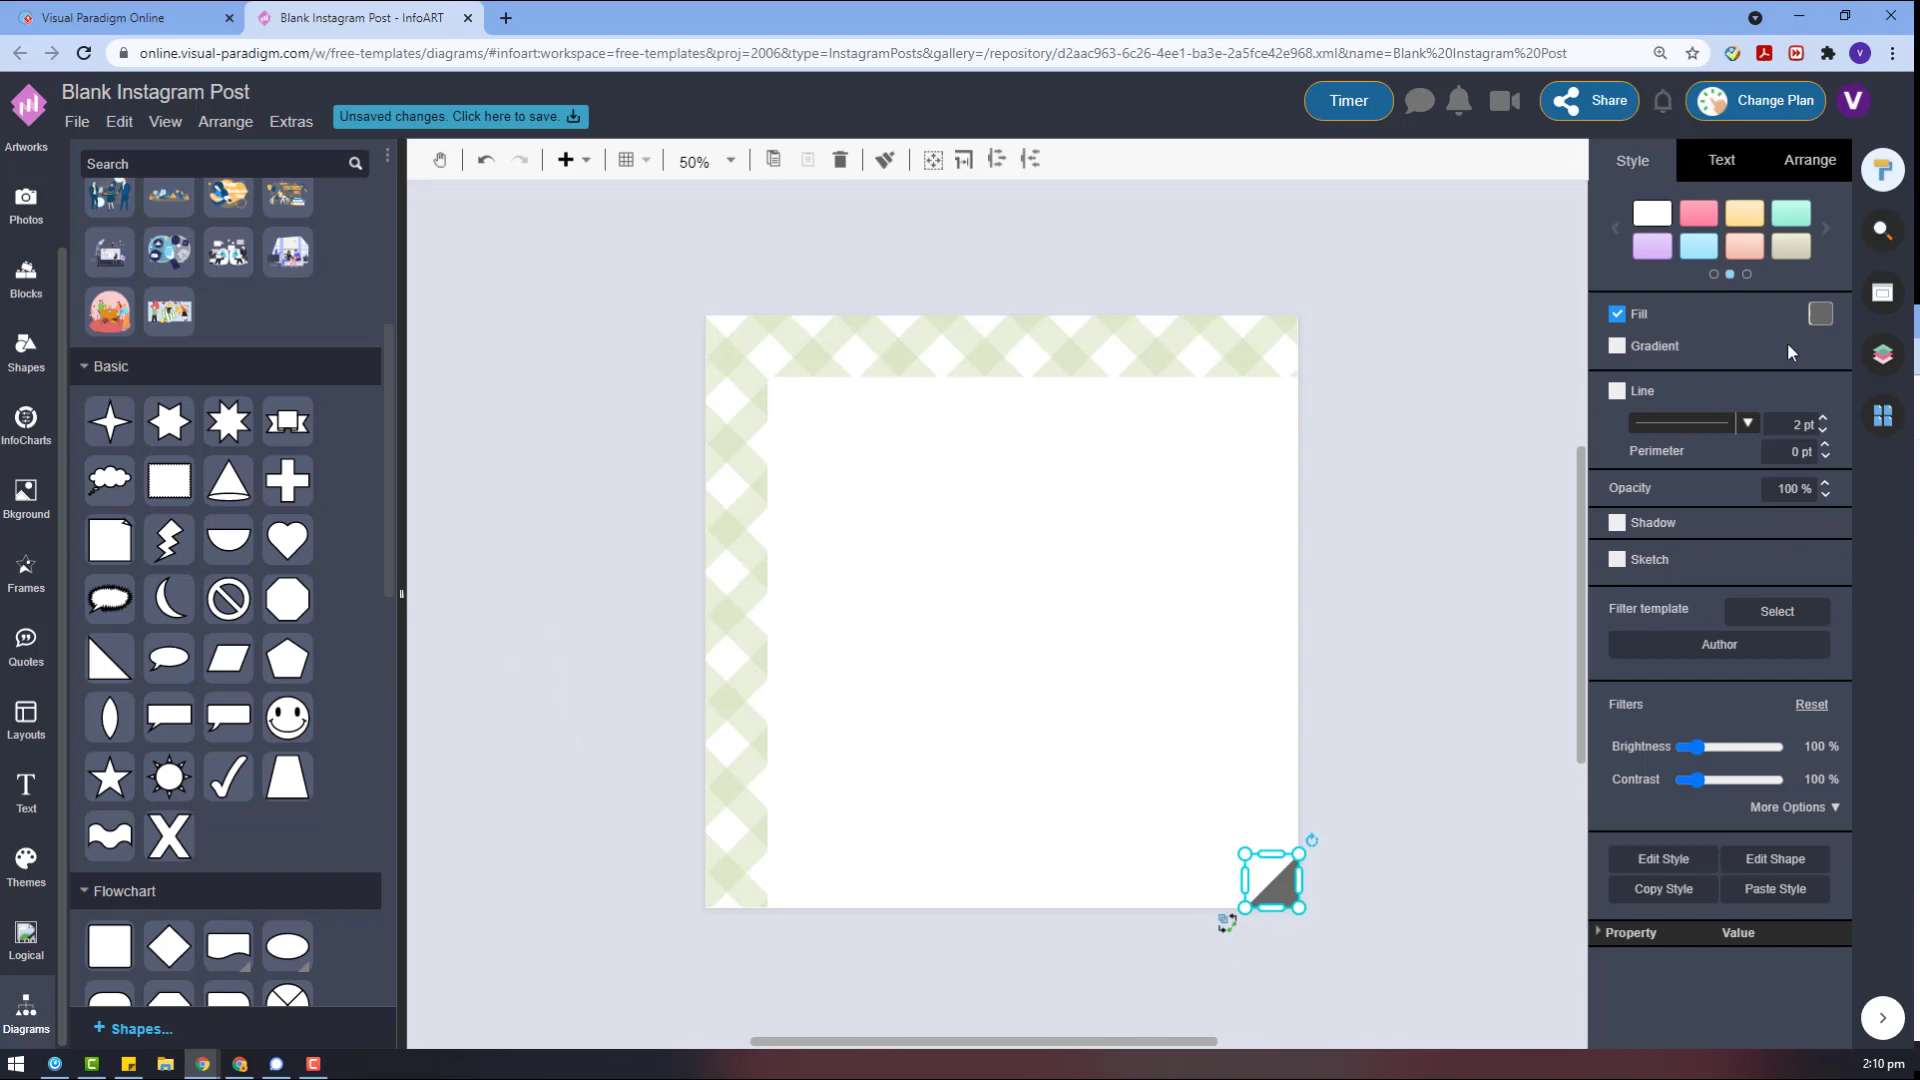 Visual Paradigm Online
Blank Instagram Post - InfoART
online.visual-paradigm.com/w/free-templates/diagrams/#infoart:workspace=free-templates&proj=2006&type=InstagramPosts&gallery=/repository/d2aac963-6c26-4ee1-ba3e-2a5fce42e968.xml&name=Blank%20Instagram%20Post
Blank Instagram Post
File Edit View Arrange Extras
Unsaved changes. Click here to save.
Timer
Share
Change Plan
V
Artworks
Photos
Blocks
Shapes
InfoCharts
Bkground
Frames
Quotes
Layouts
Text
Themes
Logical
Diagrams
Search
Basic
Flowchart
+ Shapes...
50%
Style Text Arrange
Fill
Gradient
Line
2 pt
Perimeter 0 pt
Opacity 100 %
Shadow
Sketch
Filter template Select
Author
Filters Reset
Brightness 100 %
Contrast 100 %
More Options ▼
Edit Style Edit Shape
Copy Style Paste Style
Property Value
2:10 pm